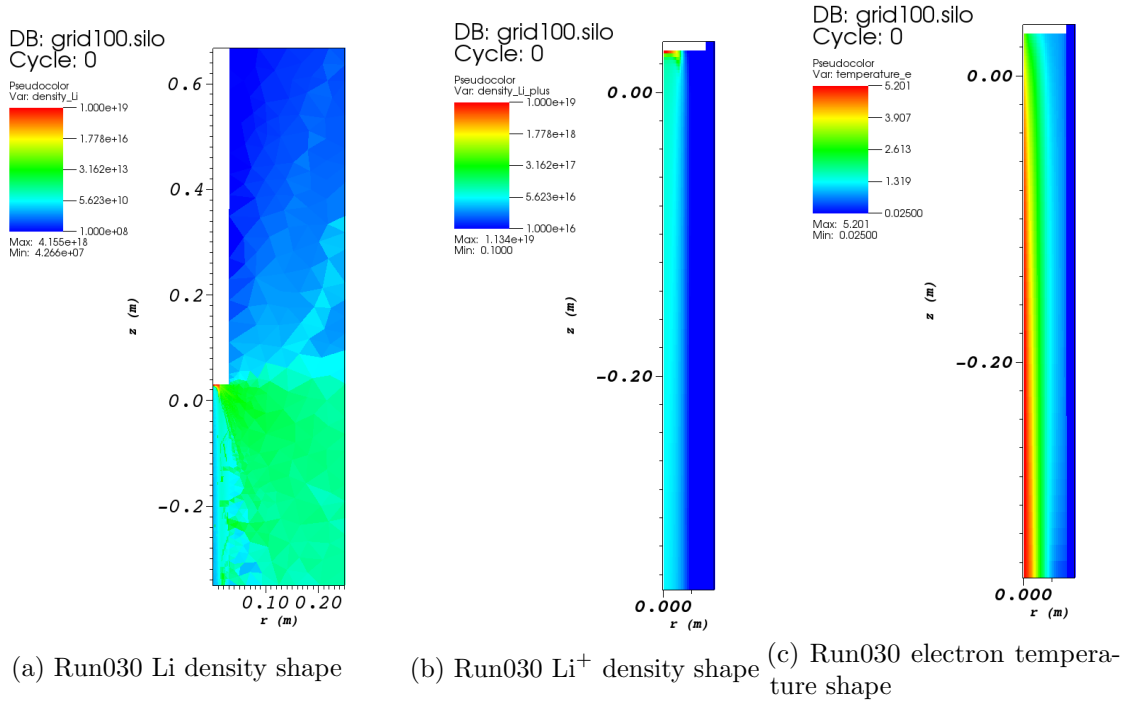 DB: grid100.silo
Cycle: 0
Pseudocolor
Var: density_Li
1.000e+19
1.778e+16
3.162e+13
5.623e+10
1.000e+08
Max: 4.155e+18
Min: 4.266e+07
0.6
0.4
0.2
0.0
-0.2
z (m)
0.10 0.20
r (m)
(a) Run030 Li density shape
DB: grid100.silo
Cycle: 0
Pseudocolor
Var: density_Li_plus
1.000e+19
1.778e+18
3.162e+17
5.623e+16
1.000e+16
Max: 1.134e+19
Min: 0.1000
0.00
-0.20
z (m)
0.000
r (m)
(b) Run030 Li+ density shape
DB: grid100.silo
Cycle: 0
Pseudocolor
Var: temperature_e
5.201
3.907
2.613
1.319
0.02500
Max: 5.201
Min: 0.02500
0.00
-0.20
z (m)
0.000
r (m)
(c) Run030 electron tempera-
ture shape